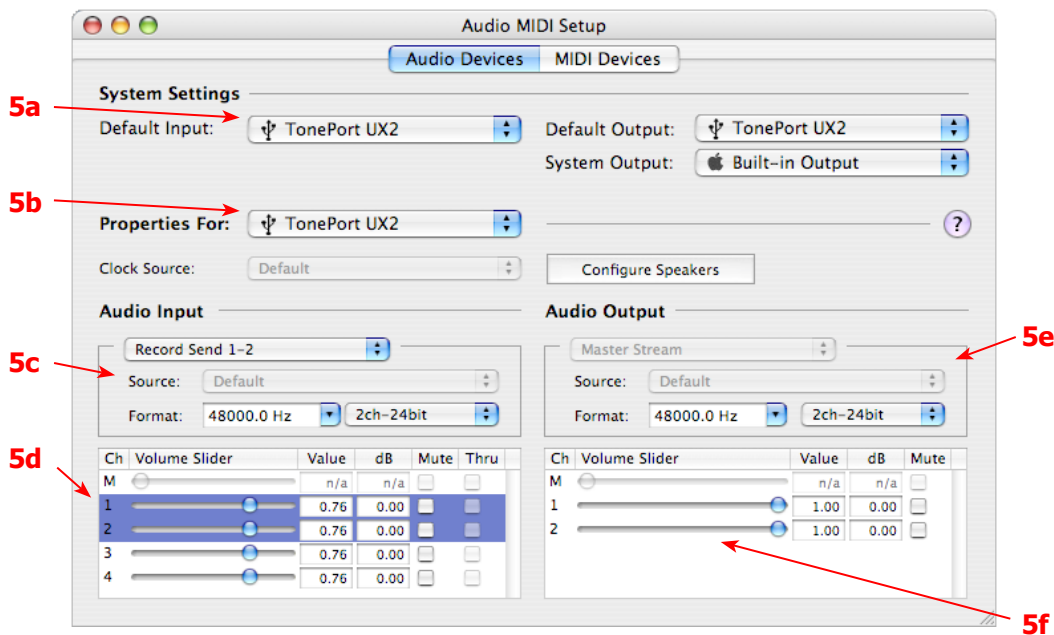 Audio MIDI Setup
Audio Devices MIDI Devices
System Settings
5a
Default Input: TonePort UX2 Default Output: TonePort UX2
System Output: Built-in Output
5b
Properties For: TonePort UX2 ?
Clock Source: Default Configure Speakers
Audio Input Audio Output
5e
Record Send 1-2 Master Stream
5c
Source: Default Source: Default
Format: 48000.0 Hz 2ch-24bit Format: 48000.0 Hz 2ch-24bit
5d
Ch Volume Slider Value dB Mute Thru Ch Volume Slider Value dB Mute
M n/a n/a M n/a n/a
1 0.76 0.00 1 1.00 0.00
2 0.76 0.00 2 1.00 0.00
3 0.76 0.00
4 0.76 0.00
5f